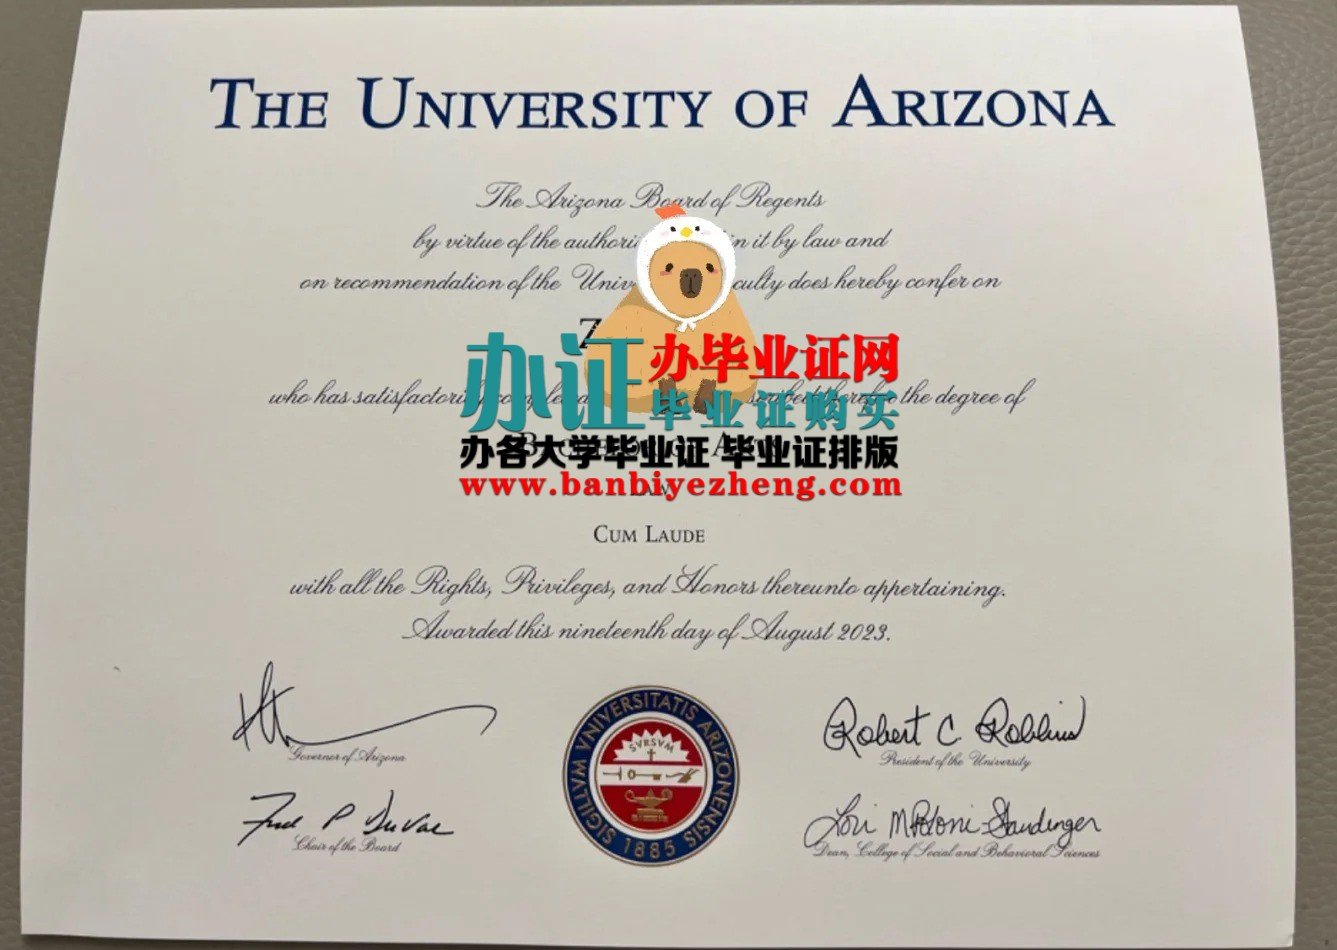 THE UNIVERSITY OF ARIZONA
The Arizona Board of Regents
by virtue of the in it by law and
on recommendation of the does hereby confer on
办证
办毕业证网
who has the degree of
毕业证购买
办各大学毕业证 毕业证排版
www.banbiyezheng.com
LAW
CUM LAUDE
with all the Rights, Privileges, and Honors thereunto appertaining.
Awarded this nineteenth day of August 2023.
Governor of Arizona
Robert C Robbins
President of the University
Fred P DuVal
Chair of the Board
Dean, College of Social and Behavioral Sciences
SIGILLVM VNIVERSITATIS ARIZONENSIS
SVRSVM
1885